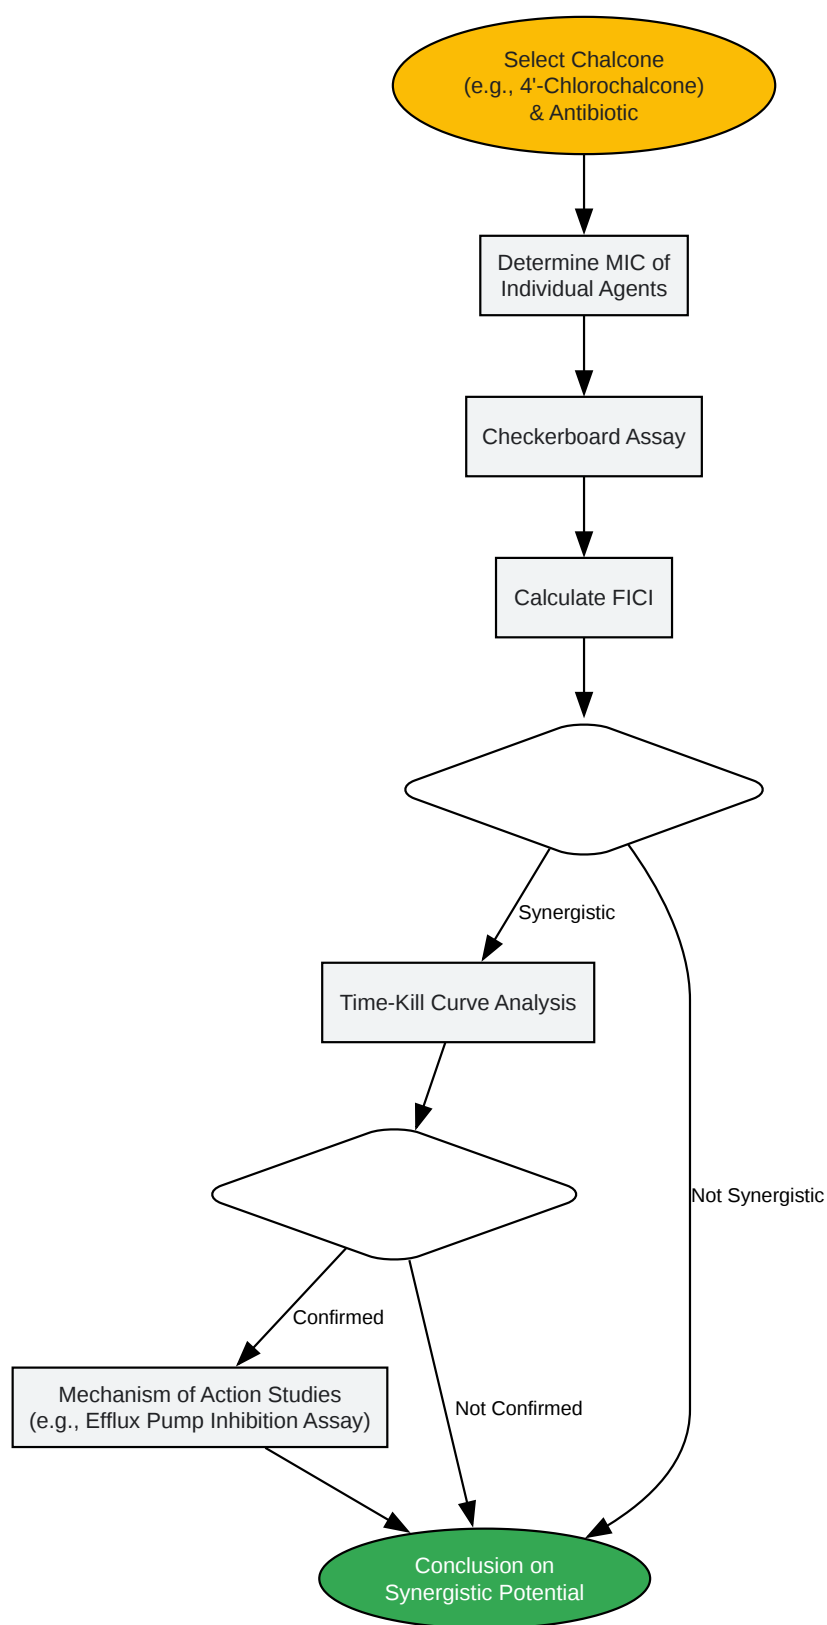 Select Chalcone
(e.g., 4'-Chlorochalcone)
& Antibiotic
Determine MIC of
Individual Agents
Checkerboard Assay
Calculate FICI
Synergistic
Time-Kill Curve Analysis
Not Synergistic
Confirmed
Mechanism of Action Studies
(e.g., Efflux Pump Inhibition Assay)
Not Confirmed
Conclusion on
Synergistic Potential